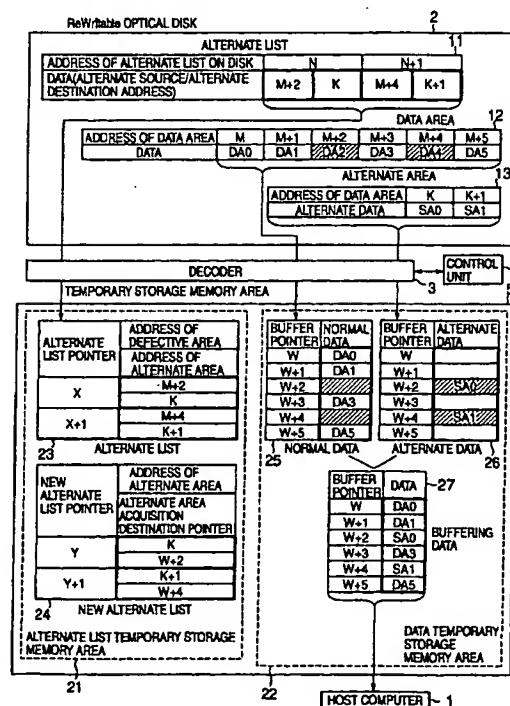 ReWritable OPTICAL DISK
2
ALTERNATE LIST
11
ADDRESS OF ALTERNATE LIST ON DISK N N+1
DATA(ALTERNATE SOURCE/ALTERNATE DESTINATION ADDRESS) M+2 K M+4 K+1
DATA AREA
12
ADDRESS OF DATA AREA M M+1 M+2 M+3 M+4 M+5
DATA DA0 DA1 DA2 DA3 DA4 DA5
ALTERNATE AREA
13
ADDRESS OF DATA AREA K K+1
ALTERNATE DATA SA0 SA1
DECODER
3
CONTROL UNIT
TEMPORARY STORAGE MEMORY AREA
ALTERNATE LIST POINTER
ADDRESS OF DEFECTIVE AREA
ADDRESS OF ALTERNATE AREA
X M+2
K
X+1 M+4
K+1
23
ALTERNATE LIST
NEW ALTERNATE LIST POINTER
ADDRESS OF ALTERNATE AREA
ALTERNATE AREA ACQUISITION DESTINATION POINTER
Y K
W+2
Y+1 K+1
W+4
24
NEW ALTERNATE LIST
ALTERNATE LIST TEMPORARY STORAGE MEMORY AREA
21
BUFFER POINTER NORMAL DATA
W DA0
W+1 DA1
W+2
W+3 DA3
W+4
W+5 DA5
25
NORMAL DATA
BUFFER POINTER ALTERNATE DATA
W
W+1
W+2 SA0
W+3
W+4 SA1
W+5
ALTERNATE DATA
26
BUFFER POINTER DATA
27
W DA0
W+1 DA1
W+2 SA0
W+3 DA3
W+4 SA1
W+5 DA5
BUFFERING DATA
DATA TEMPORARY STORAGE MEMORY AREA
22
HOST COMPUTER
1